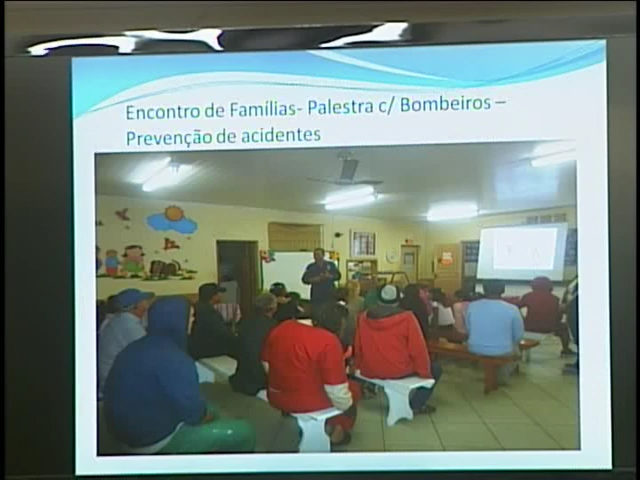 Encontro de Famílias- Palestra c/ Bombeiros –
Prevenção de acidentes